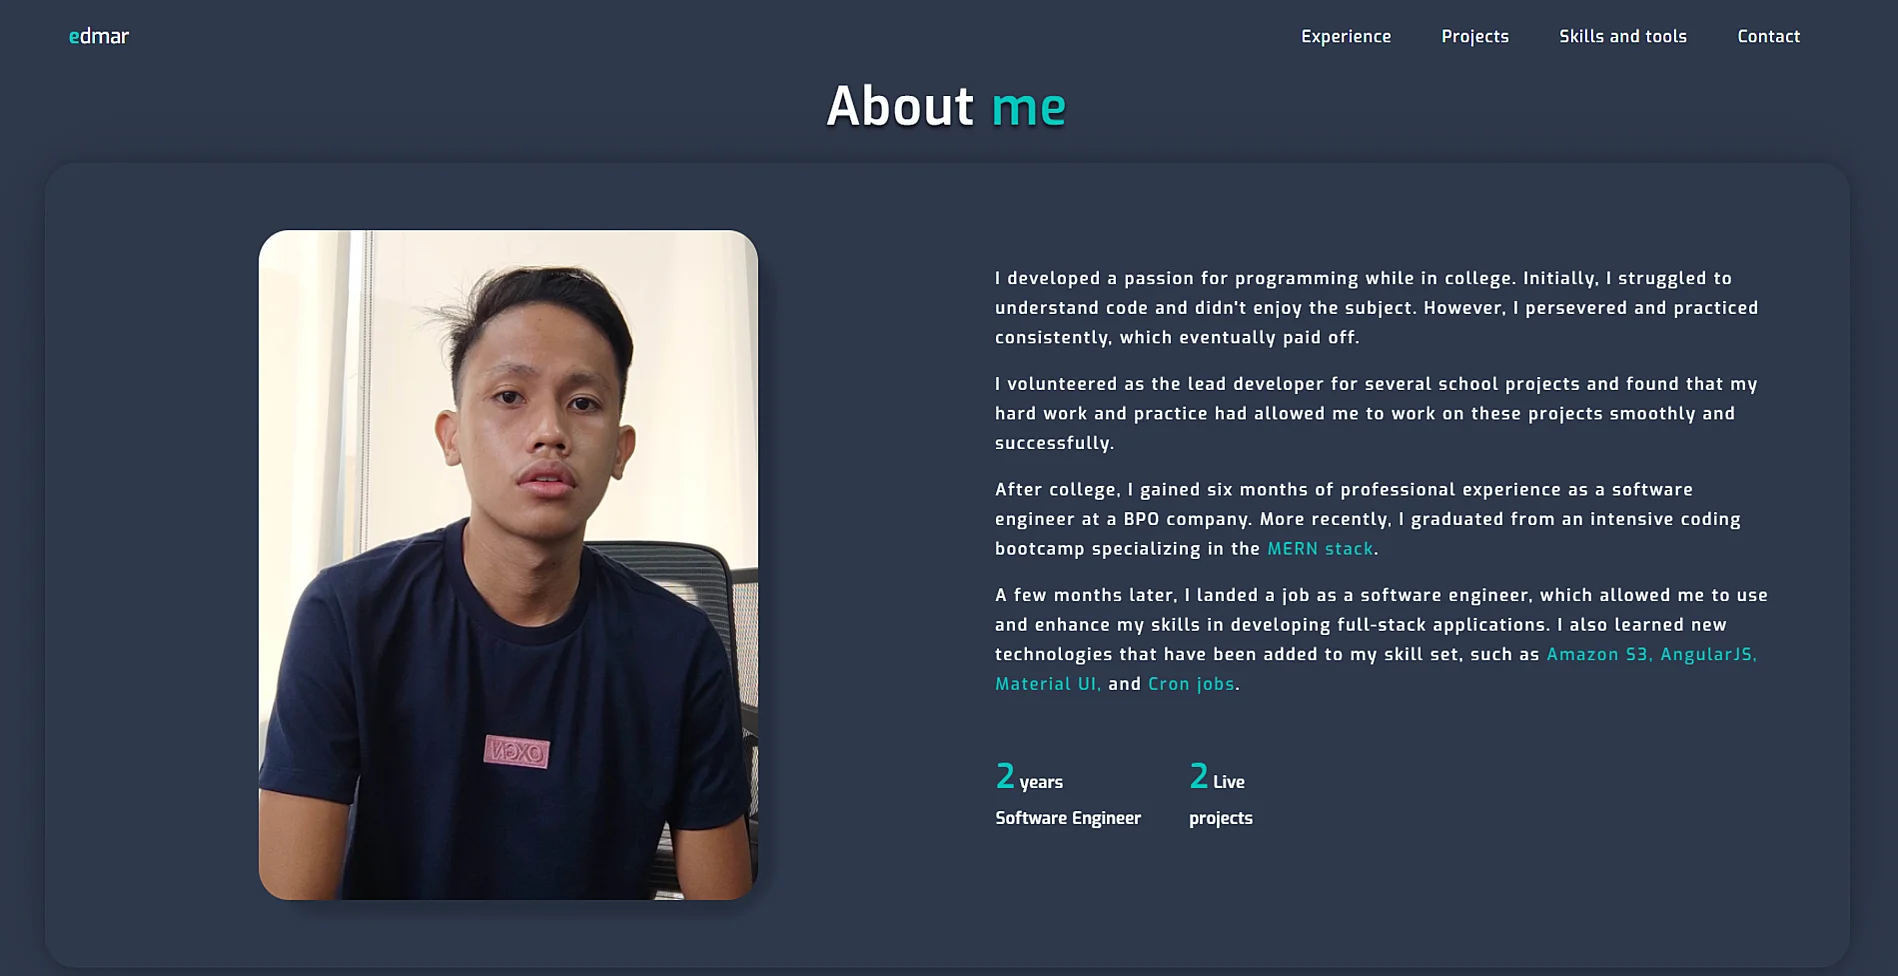 edmar
Experience
Projects
Skills and tools
Contact
About me
I developed a passion for programming while in college. Initially, I struggled to
understand code and didn't enjoy the subject. However, I persevered and practiced
consistently, which eventually paid off.
I volunteered as the lead developer for several school projects and found that my
hard work and practice had allowed me to work on these projects smoothly and
successfully.
After college, I gained six months of professional experience as a software
engineer at a BPO company. More recently, I graduated from an intensive coding
bootcamp specializing in the MERN stack.
A few months later, I landed a job as a software engineer, which allowed me to use
and enhance my skills in developing full-stack applications. I also learned new
technologies that have been added to my skill set, such as Amazon S3, AngularJS,
Material UI, and Cron jobs.
2 years
Software Engineer
2 Live
projects
OXGN